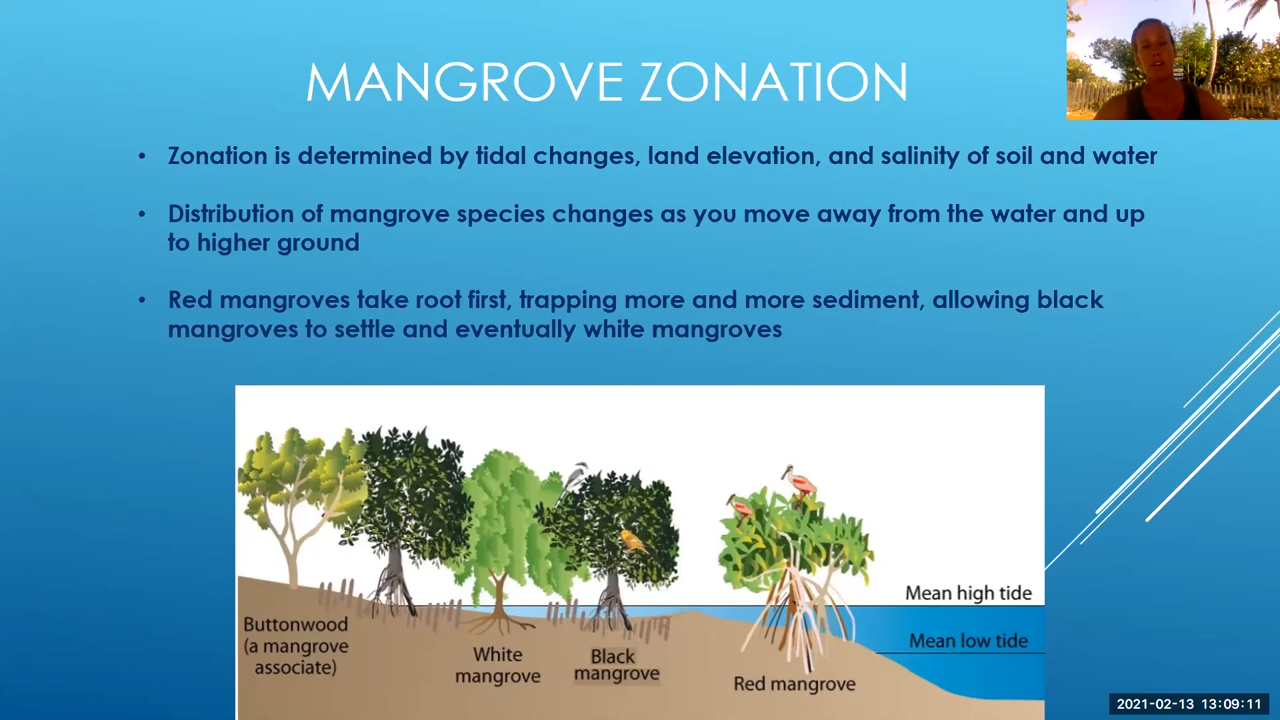 MANGROVE ZONATION
• Zonation is determined by tidal changes, land elevation, and salinity of soil and water
• Distribution of mangrove species changes as you move away from the water and up
to higher ground
• Red mangroves take root first, trapping more and more sediment, allowing black
mangroves to settle and eventually white mangroves
Mean high tide
Mean low tide
Buttonwood
(a mangrove
associate)
White
mangrove
Black
mangrove
Red mangrove
2021-02-13 13:09:11